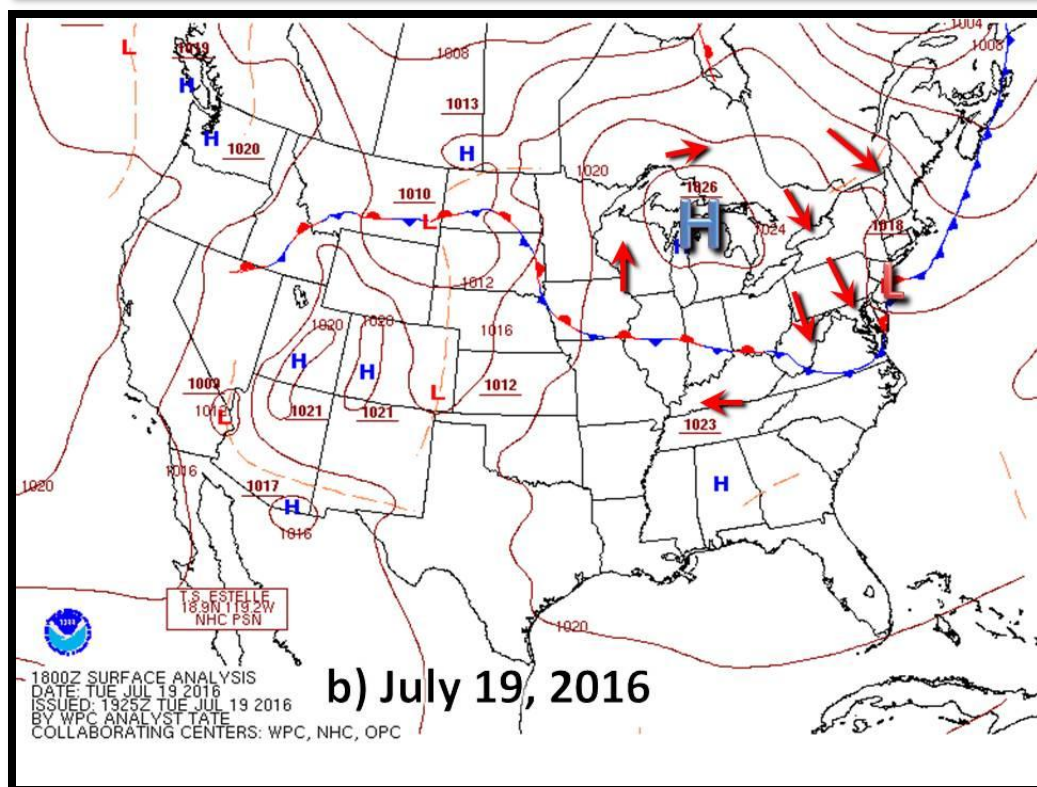 1004
1008
L
1019
H
1008
H
1020
1013
H
1020
1010
L
1026
H
H
1024
1018
L
1012
1016
1020
1020
H
H
L
1012
1009
1012
L
1021
1021
1023
1016
1020
1017
H
1016
H
T.S. ESTELLE
18.9N 119.2W
NHC PSN
1020
1800Z SURFACE ANALYSIS
DATE: TUE JUL 19 2016
ISSUED: 1925Z TUE JUL 19 2016
BY WPC ANALYST TATE
COLLABORATING CENTERS: WPC, NHC, OPC
b) July 19, 2016